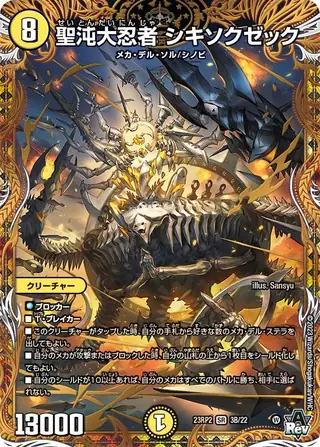 8
せいとんだいにんじゃ
聖沌大忍者 シキソクゼック
メカ・デル・ソル/シノビ
illus. Sansyu
クリーチャー
■ブロッカー
■T・ブレイカー
■このクリーチャーがタップした時、自分の手札から好きな数のメカ・デル・ステラを
出してもよい。
■自分のメカが攻撃またはブロックした時、自分の山札の上から1枚目をシールド化し
てもよい。
■自分のシールドが10以上あれば、自分のメカはすべてのバトルに勝ち、相手に選ば
れない。
13000
1
23RP2 SR 3B/22
Rev